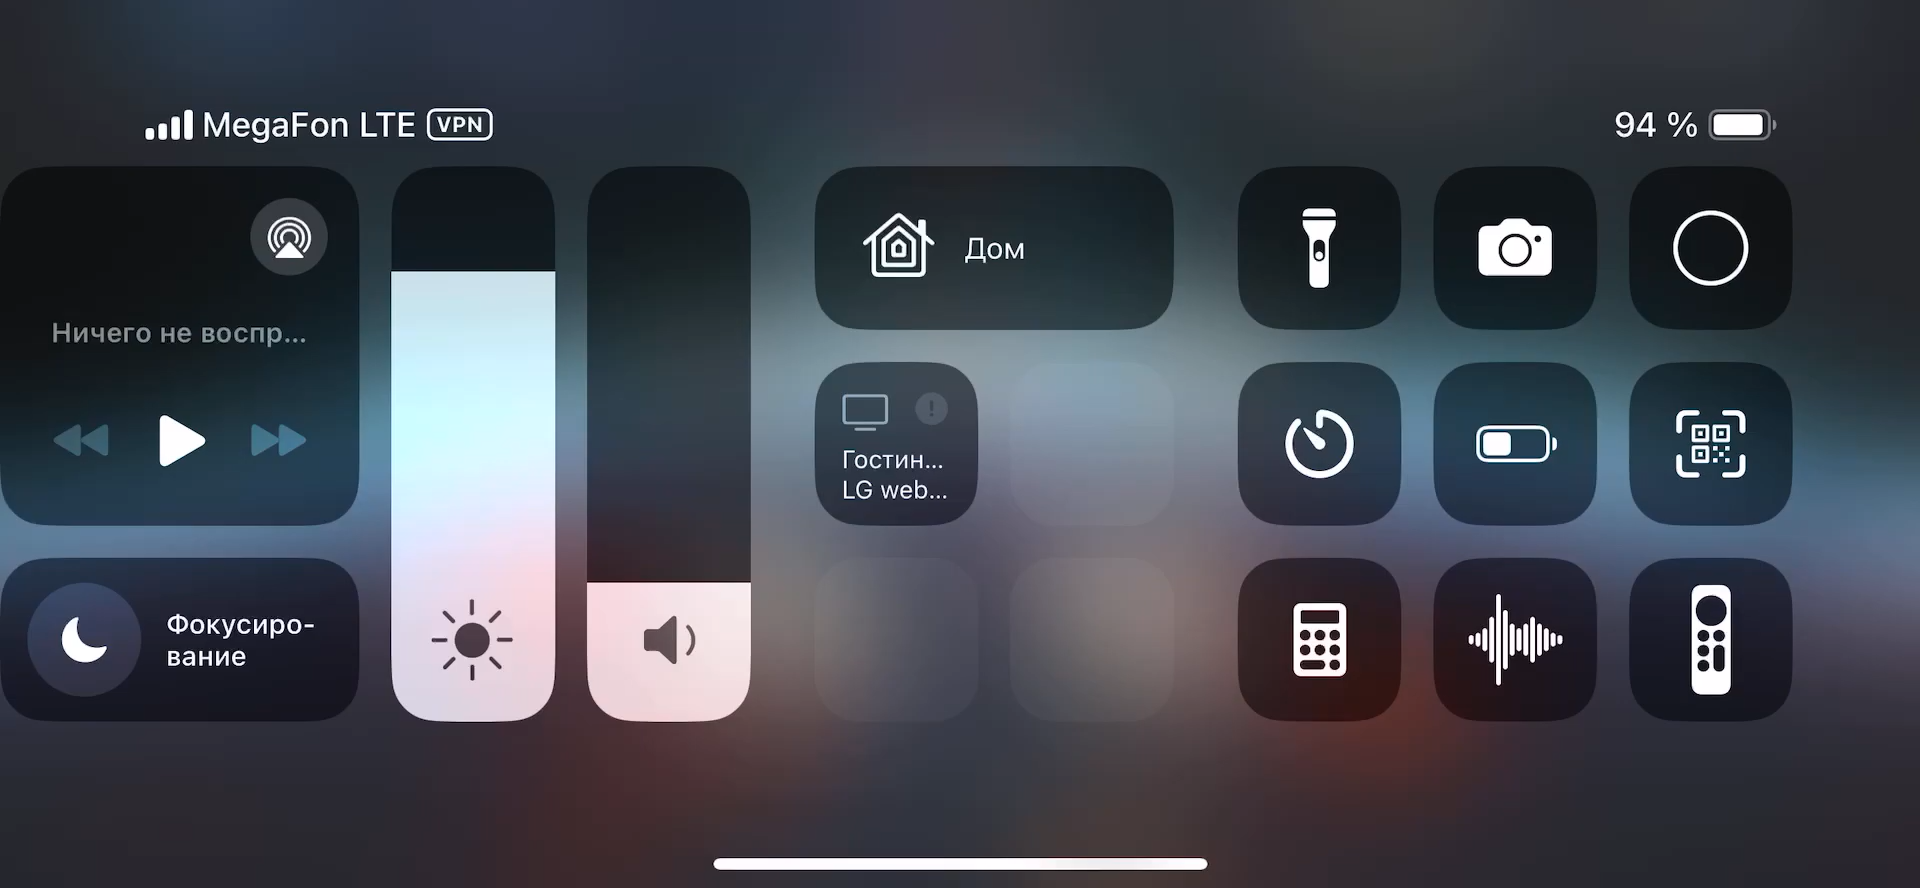 MegaFon LTE VPN
94 %
Ничего не воспр...
Фокусиро-
вание
Дом
Гостин...
LG web...